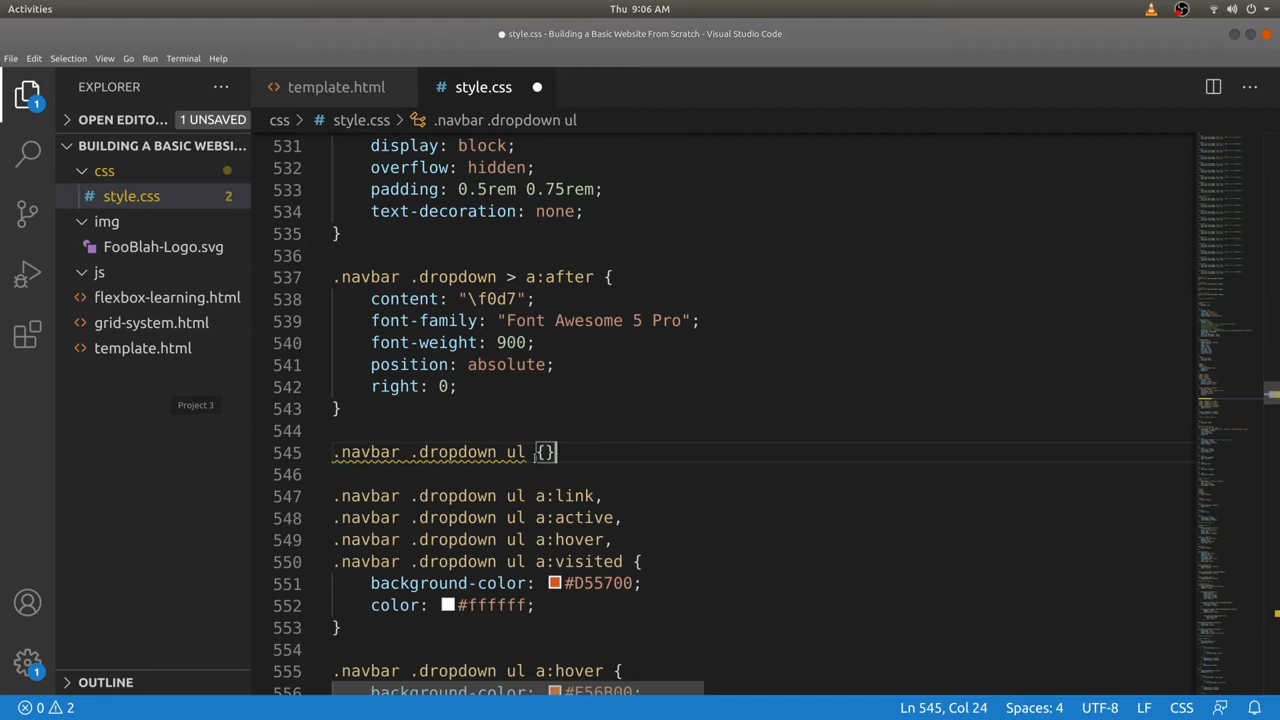 Activities
Thu 9:06 AM
style.css - Building a Basic Website From Scratch - Visual Studio Code
File Edit Selection View Go Run Terminal Help
EXPLORER
template.html
# style.css
1
OPEN EDITO... 1 UNSAVED
css > # style.css > .navbar .dropdown ul
BUILDING A BASIC WEBSI...
css
# style.css 2
img
FooBlah-Logo.svg
js
flexbox-learning.html
grid-system.html
template.html
Project 3
531 display: block;
532 overflow: hidden;
533 padding: 0.5rem 0.75rem;
534 text-decoration: none;
535 }
536
537 .navbar .dropdown > a:after {
538 content: "\f0d7";
539 font-family: "Font Awesome 5 Pro";
540 font-weight: 900;
541 position: absolute;
542 right: 0;
543 }
544
545 .navbar .dropdown ul {}
546
547 .navbar .dropdown ul a:link,
548 .navbar .dropdown ul a:active,
549 .navbar .dropdown ul a:hover,
550 .navbar .dropdown ul a:visited {
551 background-color: #D55700;
552 color: #ffffff;
553 }
554
555 .navbar .dropdown ul a:hover {
556 background-color: #E56B00;
OUTLINE
1
0 2
Ln 545, Col 24 Spaces: 4 UTF-8 LF CSS